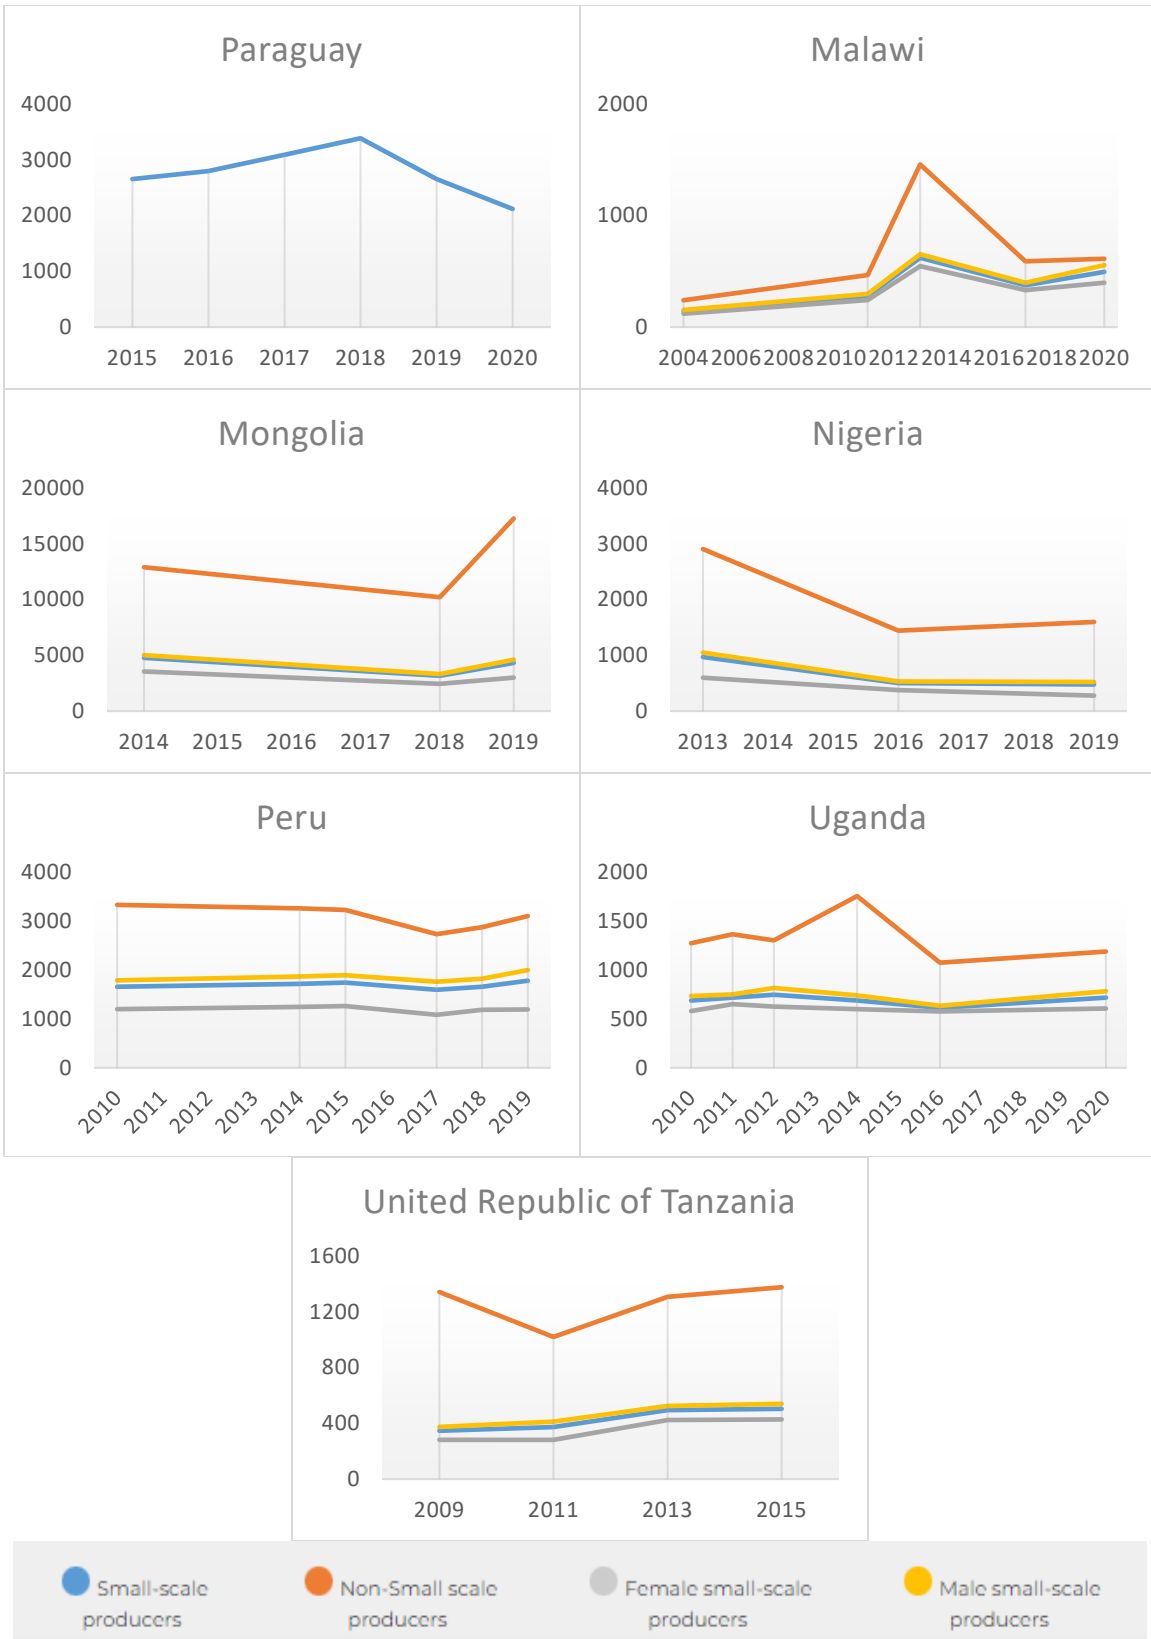 Paraguay
4000
3000
2000
1000
0
2015 2016 2017 2018 2019 2020
Malawi
2000
1000
0
2004 2006 2008 2010 2012 2014 2016 2018 2020
Mongolia
20000
15000
10000
5000
0
2014 2015 2016 2017 2018 2019
Nigeria
4000
3000
2000
1000
0
2013 2014 2015 2016 2017 2018 2019
Peru
4000
3000
2000
1000
0
2010 2011 2012 2013 2014 2015 2016 2017 2018 2019
Uganda
2000
1500
1000
500
0
2010 2011 2012 2013 2014 2015 2016 2017 2018 2019 2020
United Republic of Tanzania
1600
1200
800
400
0
2009 2011 2013 2015
Small-scale
producers
Non-Small scale
producers
Female small-scale
producers
Male small-scale
producers